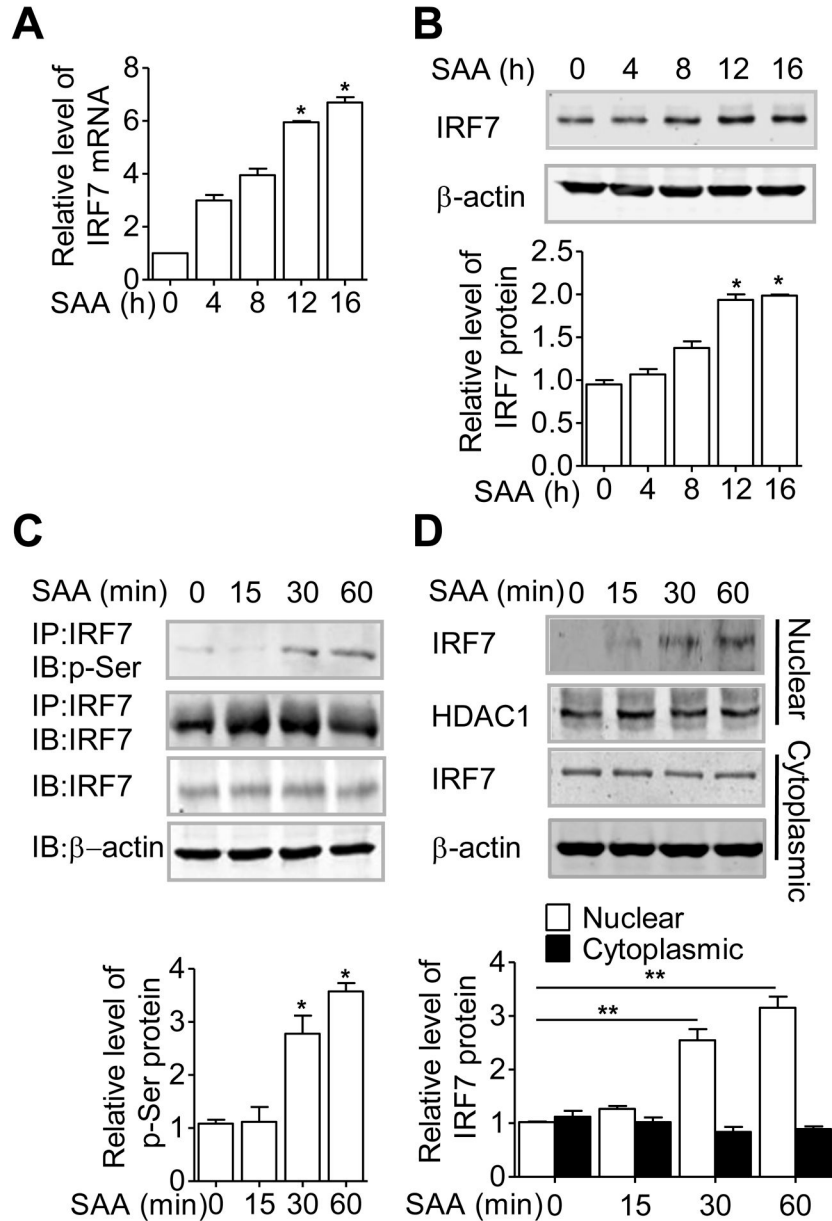 A
Relative level of
IRF7 mRNA
8
6
4
2
0
* *
SAA (h) 0 4 8 12 16
B
SAA (h) 0 4 8 12 16
IRF7
β-actin
Relative level of
IRF7 protein
2.5
2.0
1.5
1.0
0.5
0.0
* *
SAA (h) 0 4 8 12 16
C
SAA (min) 0 15 30 60
IP:IRF7
IB:p-Ser
IP:IRF7
IB:IRF7
IB:IRF7
IB:β−actin
Relative level of
p-Ser protein
4
3
2
1
0
* *
SAA (min) 0 15 30 60
D
SAA (min) 0 15 30 60
IRF7
HDAC1
Nuclear
IRF7
β-actin
Cytoplasmic
Nuclear
Cytoplasmic
Relative level of
IRF7 protein
4
3
2
1
0
**
**
SAA (min) 0 15 30 60